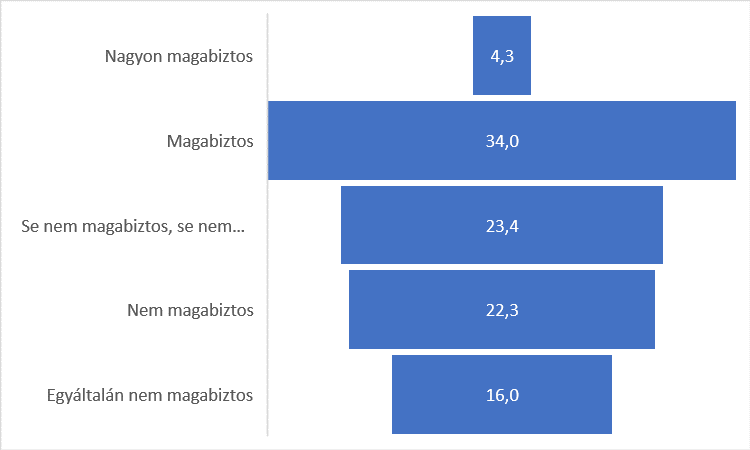 Nagyon magabiztos 4,3
Magabiztos 34,0
Se nem magabiztos, se nem... 23,4
Nem magabiztos 22,3
Egyáltalán nem magabiztos 16,0